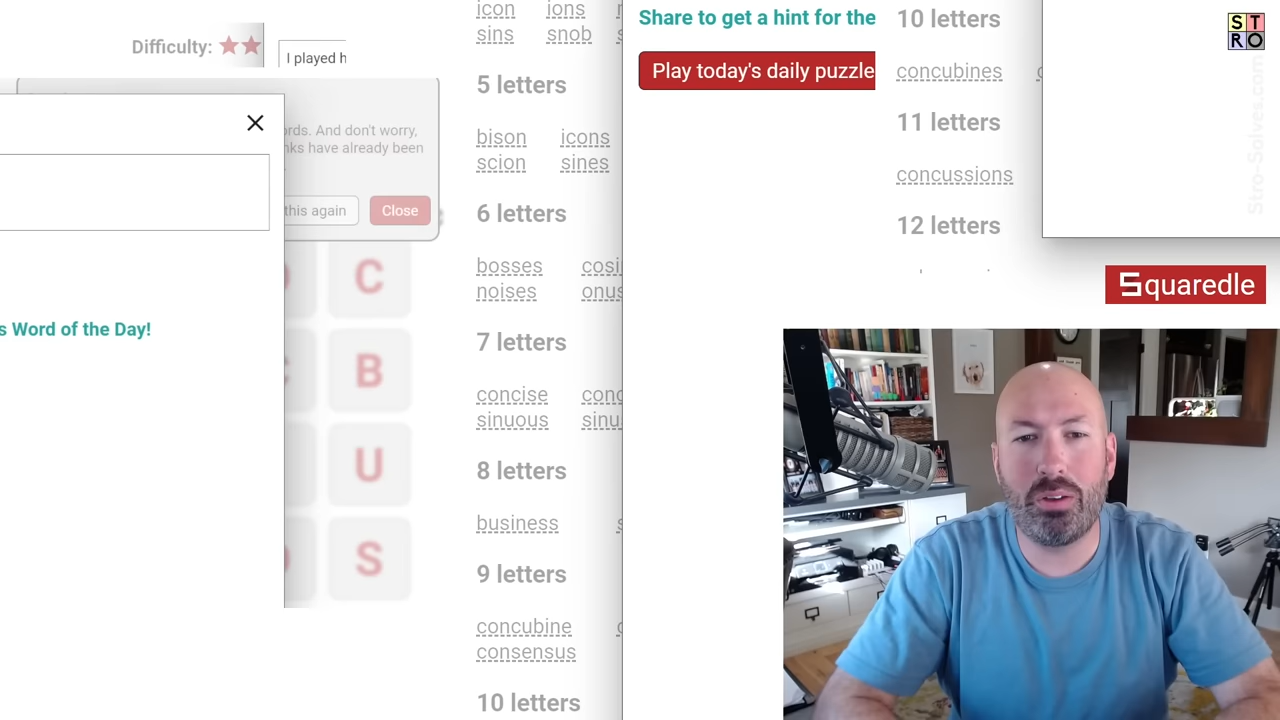 Difficulty:
I played h
rds. And don't worry,
nks have already been
this again
Close
s Word of the Day!
C
B
U
S
icon ions
sins snob s
5 letters
bison icons
scion sines
6 letters
bosses cosi
noises onus
7 letters
concise conc
sinuous sinu
8 letters
business s
9 letters
concubine
consensus
10 letters
Share to get a hint for the
Play today's daily puzzle
10 letters
concubines
11 letters
concussions
12 letters
S T
R O
Stro-Solves.com
Squaredle